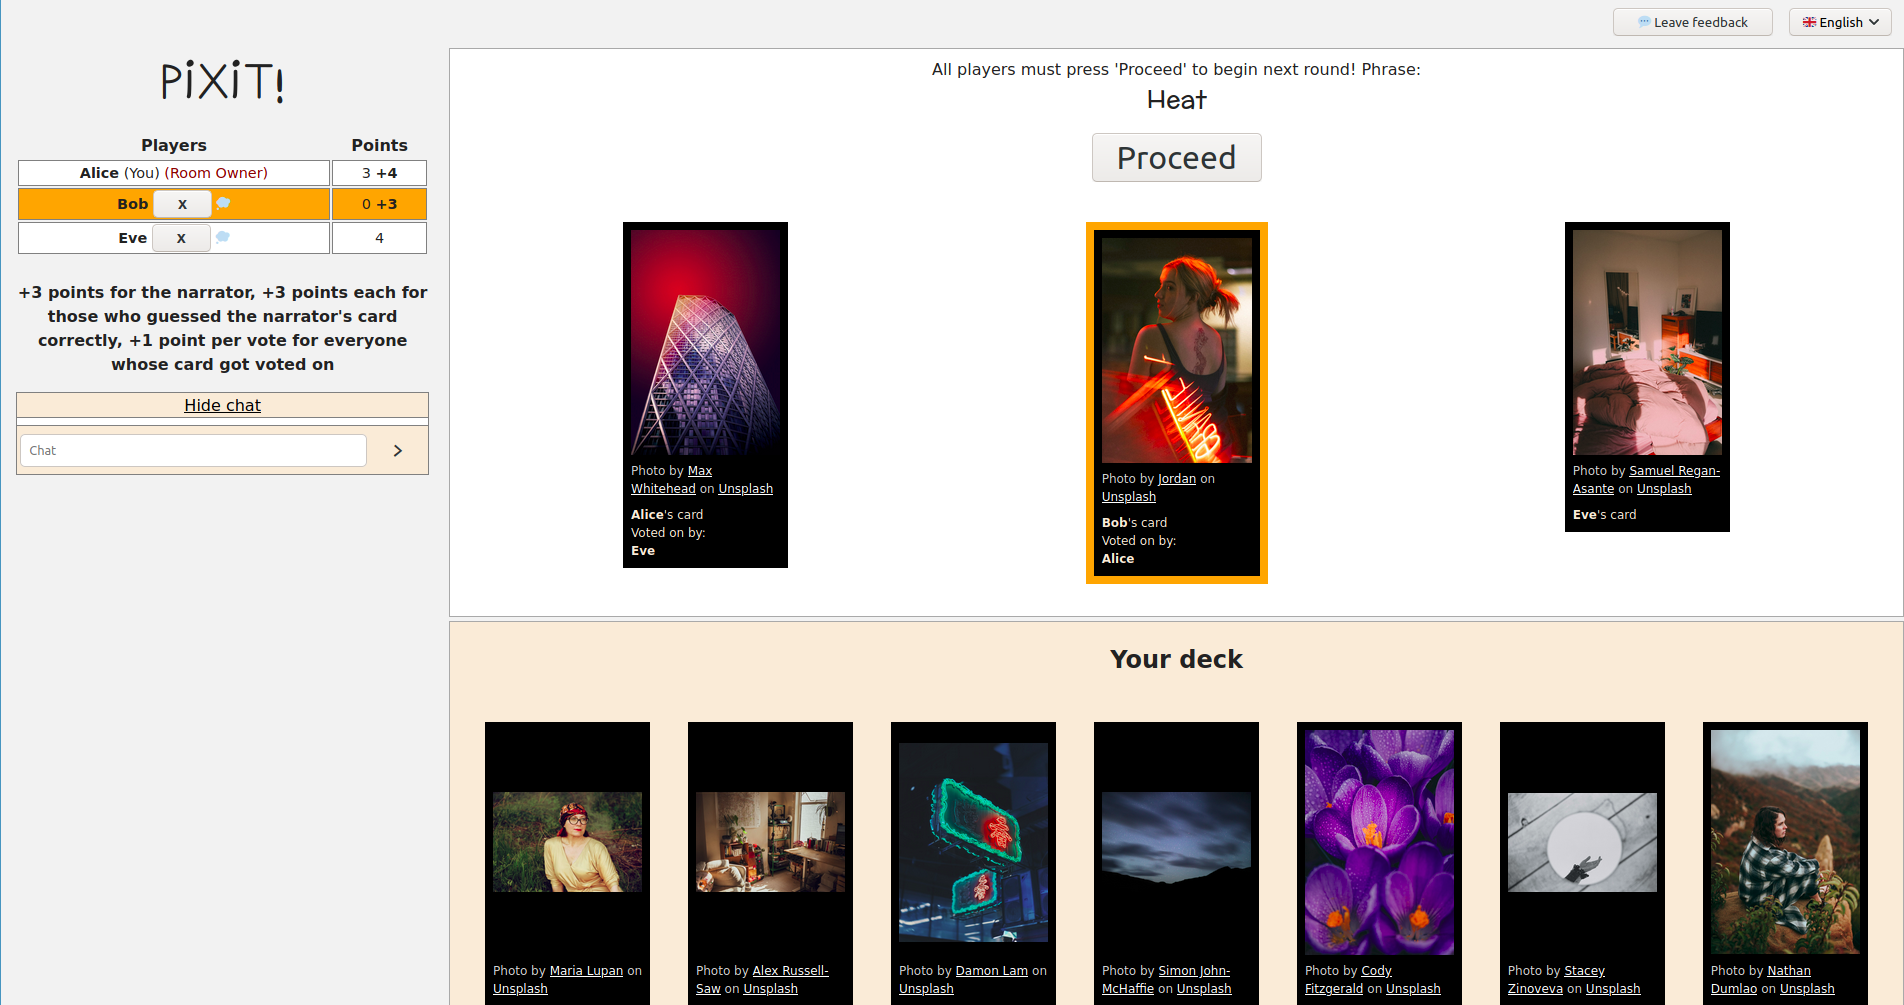 Leave feedback
English
PiXiT!
Players Points
Alice (You) (Room Owner) 3 +4
Bob X 0 +3
Eve X 4
+3 points for the narrator, +3 points each for
those who guessed the narrator's card
correctly, +1 point per vote for everyone
whose card got voted on
Hide chat
Chat
All players must press 'Proceed' to begin next round! Phrase:
Heat
Proceed
Photo by Max
Whitehead on Unsplash
Alice's card
Voted on by:
Eve
Photo by Jordan on
Unsplash
Bob's card
Voted on by:
Alice
Photo by Samuel Regan-
Asante on Unsplash
Eve's card
Your deck
Photo by Maria Lupan on
Unsplash
Photo by Alex Russell-
Saw on Unsplash
Photo by Damon Lam on
Unsplash
Photo by Simon John-
McHaffie on Unsplash
Photo by Cody
Fitzgerald on Unsplash
Photo by Stacey
Zinoveva on Unsplash
Photo by Nathan
Dumlao on Unsplash